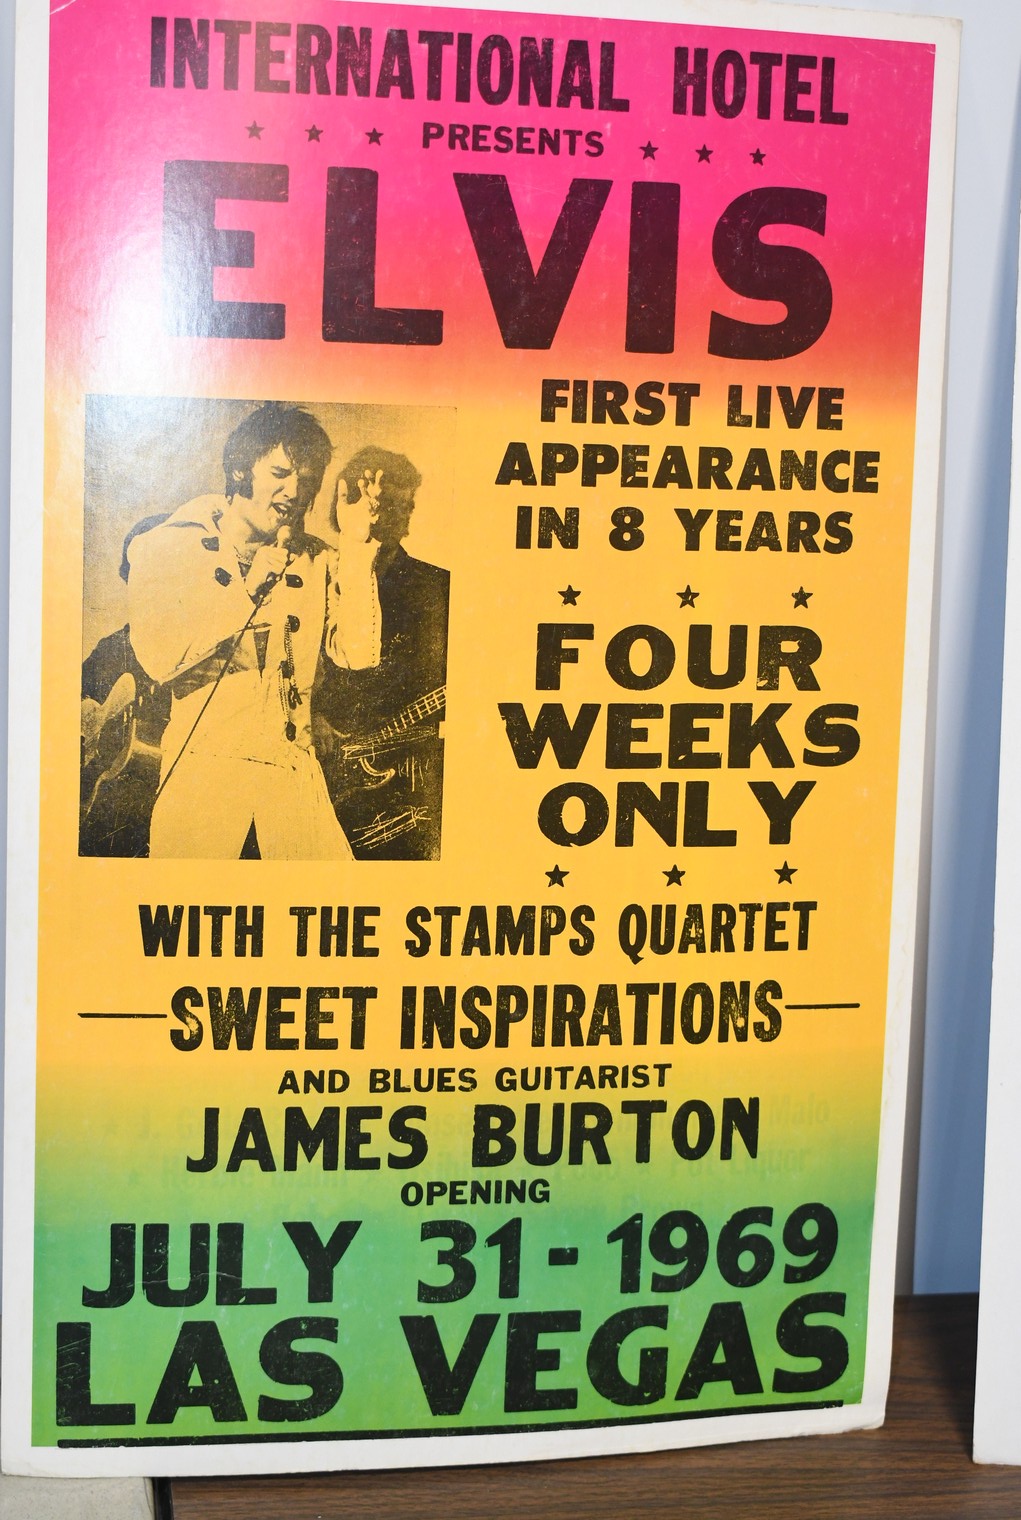 INTERNATIONAL HOTEL
PRESENTS
ELVIS
FIRST LIVE
APPEARANCE
IN 8 YEARS
FOUR
WEEKS
ONLY
WITH THE STAMPS QUARTET
SWEET INSPIRATIONS
AND BLUES GUITARIST
JAMES BURTON
OPENING
JULY 31-1969
LAS VEGAS